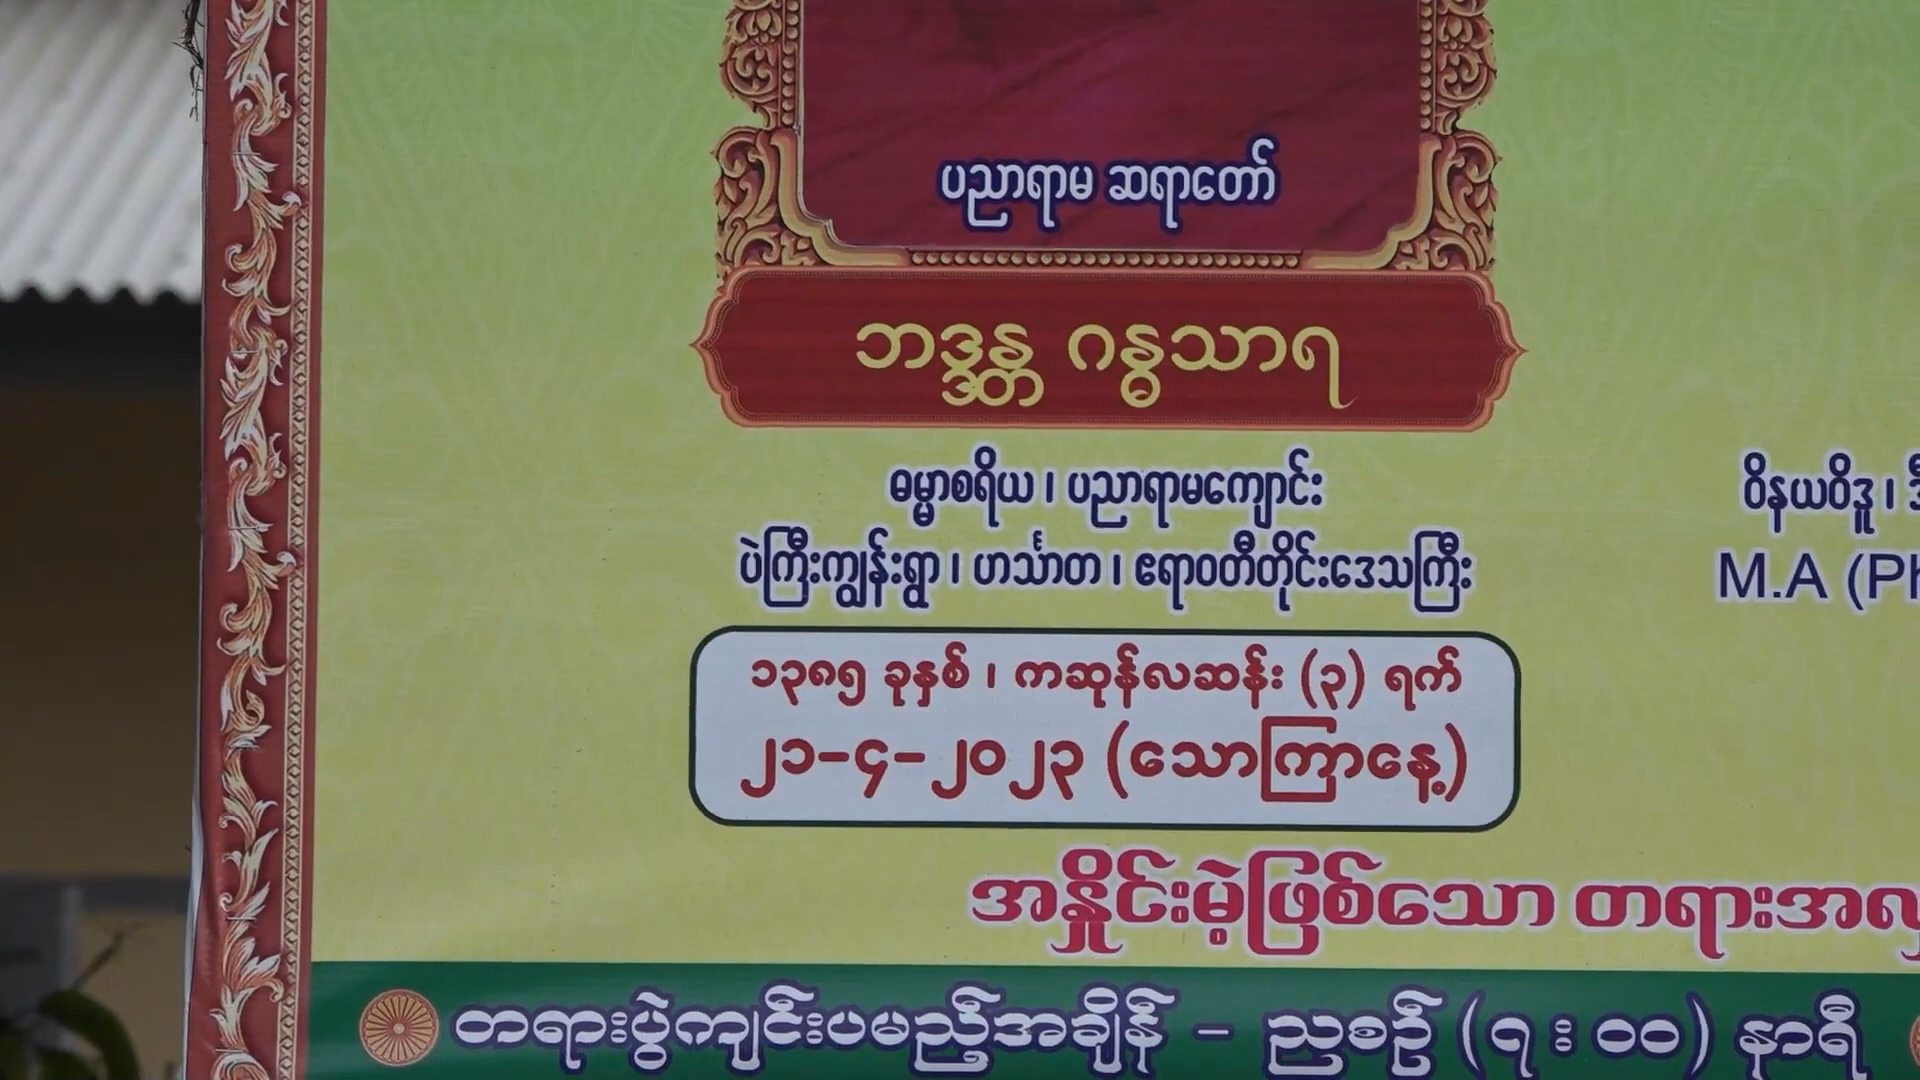 ပညာရာမ ဆရာတော်
ဘဒ္ဒန္တ ဂန္ဓသာရ
ဓမ္မာစရိယ ၊ ပညာရာမကျောင်း
ပဲကြီးကျွန်းရွာ ၊ ဟင်္သာတ ၊ ဧရာဝတီတိုင်းဒေသကြီး
၁၃၈၅ ခုနှစ် ၊ ကဆုန်လဆန်း (၃) ရက်
၂၁-၄-၂၀၂၃ (သောကြာနေ့)
ဝိနယဝိဒူ ၊
M.A (Ph
အနှိုင်းမဲ့ဖြစ်သော တရားအလှ
တရားပွဲကျင်းပမည့်အချိန် - ညစဉ် (၇ : ၀၀) နာရီ